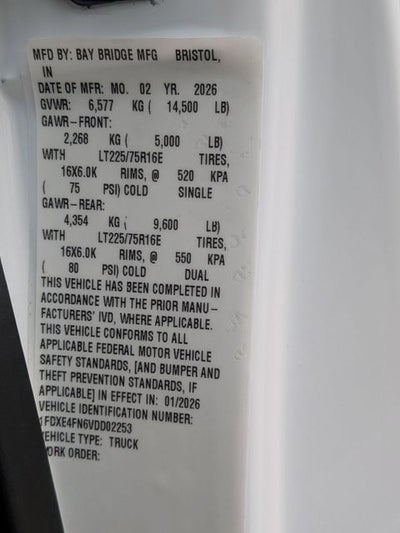 MFD BY: BAY BRIDGE MFG BRISTOL,
IN
DATE OF MFR: MO. 02 YR. 2026
GVWR: 6,577 KG ( 14,500 LB)
GAWR-FRONT:
2,268 KG ( 5,000 LB)
WITH LT225/75R16E TIRES,
16X6.0K RIMS, @ 520 KPA
( 75 PSI) COLD SINGLE
GAWR-REAR:
4,354 KG ( 9,600 LB)
WITH LT225/75R16E TIRES,
16X6.0K RIMS, @ 550 KPA
( 80 PSI) COLD DUAL
THIS VEHICLE HAS BEEN COMPLETED IN
ACCORDANCE WITH THE PRIOR MANU-
FACTURERS' IVD, WHERE APPLICABLE.
THIS VEHICLE CONFORMS TO ALL
APPLICABLE FEDERAL MOTOR VEHICLE
SAFETY STANDARDS, [AND BUMPER AND
THEFT PREVENTION STANDARDS, IF
APPLICABLE] IN EFFECT IN: 01/2026
VEHICLE IDENTIFICATION NUMBER:
1FDXE4FN6VDD02253
VEHICLE TYPE: TRUCK
WORK ORDER: